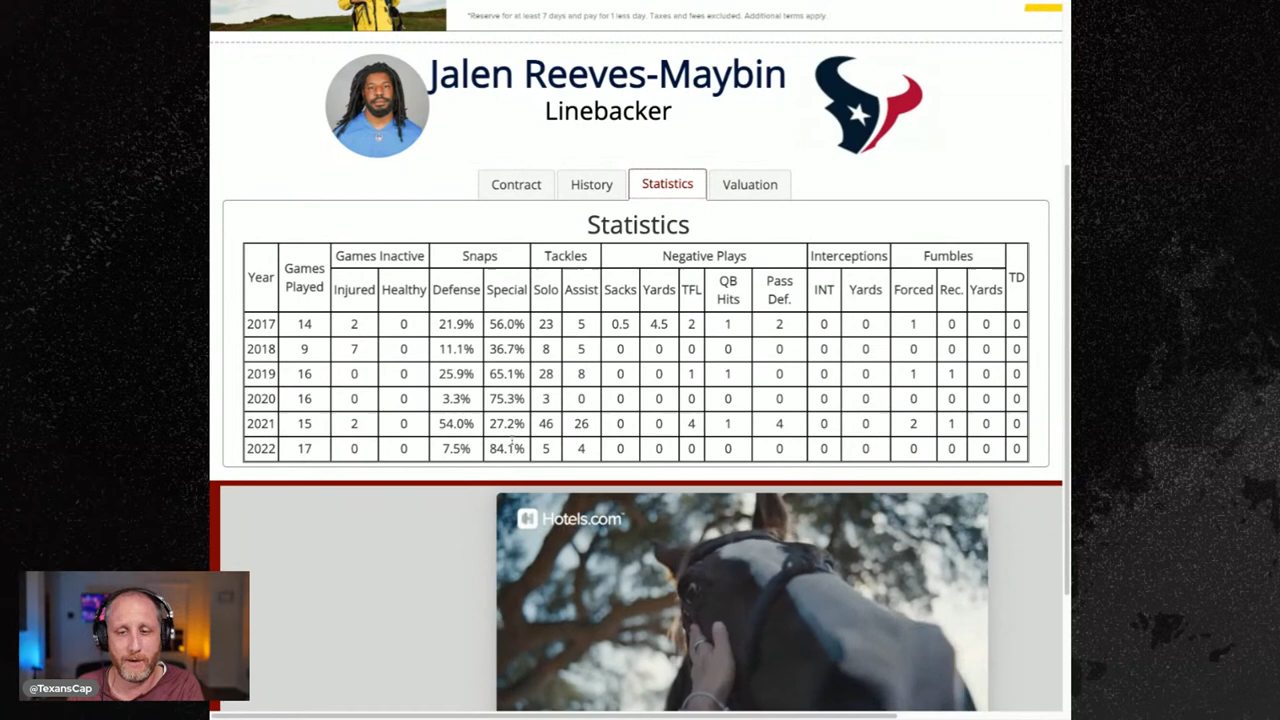 *Reserve for at least 7 days and pay for 1 less day. Taxes and fees excluded. Additional terms apply.
Jalen Reeves-Maybin
Linebacker
Contract History Statistics Valuation
Statistics
Year Games Played Games Inactive Snaps Tackles Negative Plays Interceptions Fumbles TD
Injured Healthy Defense Special Solo Assist Sacks Yards TFL QB Hits Pass Def. INT Yards Forced Rec. Yards
2017 14 2 0 21.9% 56.0% 23 5 0.5 4.5 2 1 2 0 0 1 0 0 0
2018 9 7 0 11.1% 36.7% 8 5 0 0 0 0 0 0 0 0 0 0 0
2019 16 0 0 25.9% 65.1% 28 8 0 0 1 1 0 0 0 1 1 0 0
2020 16 0 0 3.3% 75.3% 3 0 0 0 0 0 0 0 0 0 0 0 0
2021 15 2 0 54.0% 27.2% 46 26 0 0 4 1 4 0 0 2 1 0 0
2022 17 0 0 7.5% 84.1% 5 4 0 0 0 0 0 0 0 0 0 0 0
Hotels.com
@TexansCap